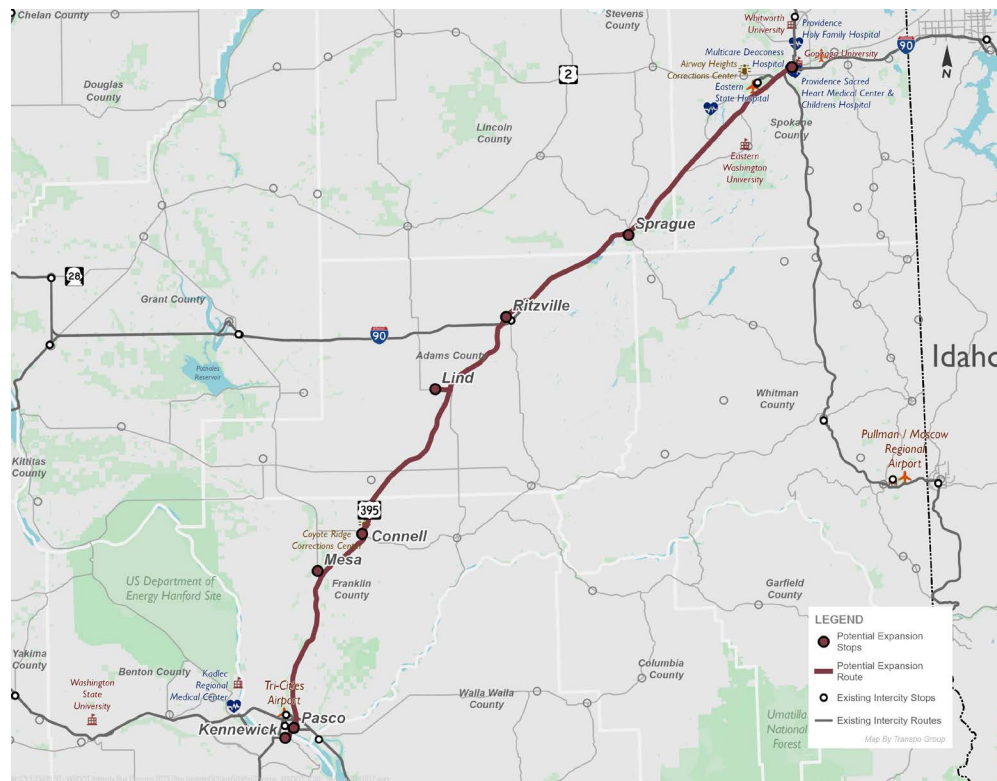 Chelan County
Stevens
County
Whitworth
University
Providence
Holy Family Hospital
Gonzaga University
90
N
Multicare Deaconess
Hospital
Airway Heights
Corrections Center
Eastern
State Hospital
Providence Sacred
Heart Medical Center &
Childrens Hospital
2
Douglas
County
Lincoln
County
Spokane
County
Eastern
Washington
University
Sprague
28
Grant County
Ritzville
90
Adams County
Idaho
Potholes
Reservoir
Lind
Whitman
County
Pullman / Moscow
Regional
Airport
Kittitas
County
395
Connell
Coyote Ridge
Corrections Center
Mesa
US Department of
Energy Hanford Site
Franklin
County
Garfield
County
LEGEND
Potential Expansion
Stops
Potential Expansion
Route
Existing Intercity Stops
Existing Intercity Routes
Map By Transpo Group
Yakima
County
Benton County
Kadlec
Regional
Medical Center
Washington
State
University
Tri-Cities
Airport
Columbia
County
Walla Walla
County
Umatilla
National
Forest
Pasco
Kennewick